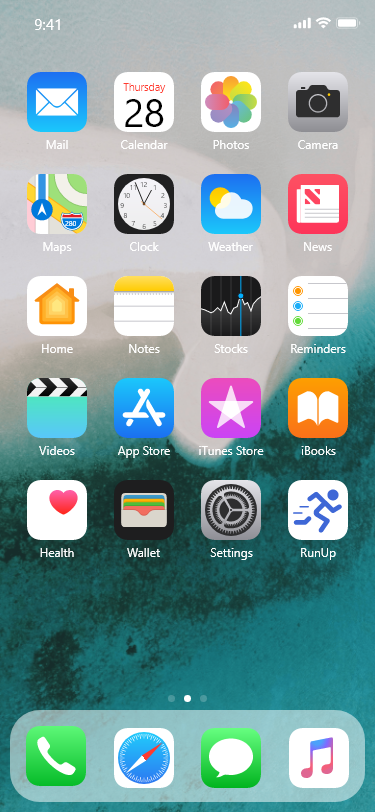 9:41
Thursday
28
Mail
Calendar
Photos
Camera
280
Maps
Clock
Weather
News
Home
Notes
Stocks
Reminders
Videos
App Store
iTunes Store
iBooks
Health
Wallet
Settings
RunUp